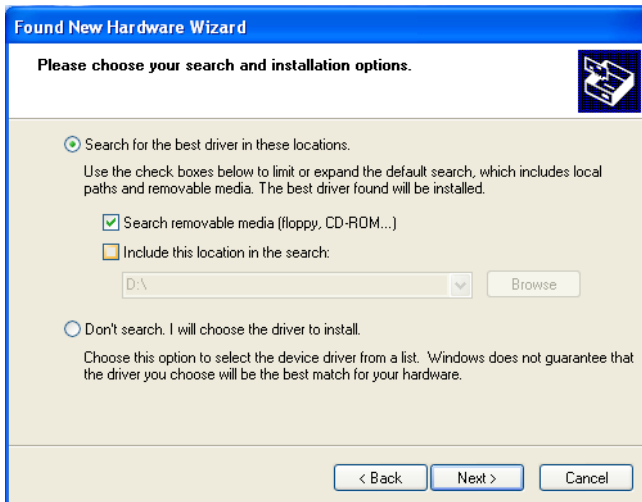 Found New Hardware Wizard
Please choose your search and installation options.
Search for the best driver in these locations.
Use the check boxes below to limit or expand the default search, which includes local
paths and removable media. The best driver found will be installed.
Search removable media (floppy, CD-ROM...)
Include this location in the search:
D:\
Browse
Don't search. I will choose the driver to install.
Choose this option to select the device driver from a list. Windows does not guarantee that
the driver you choose will be the best match for your hardware.
< Back
Next >
Cancel